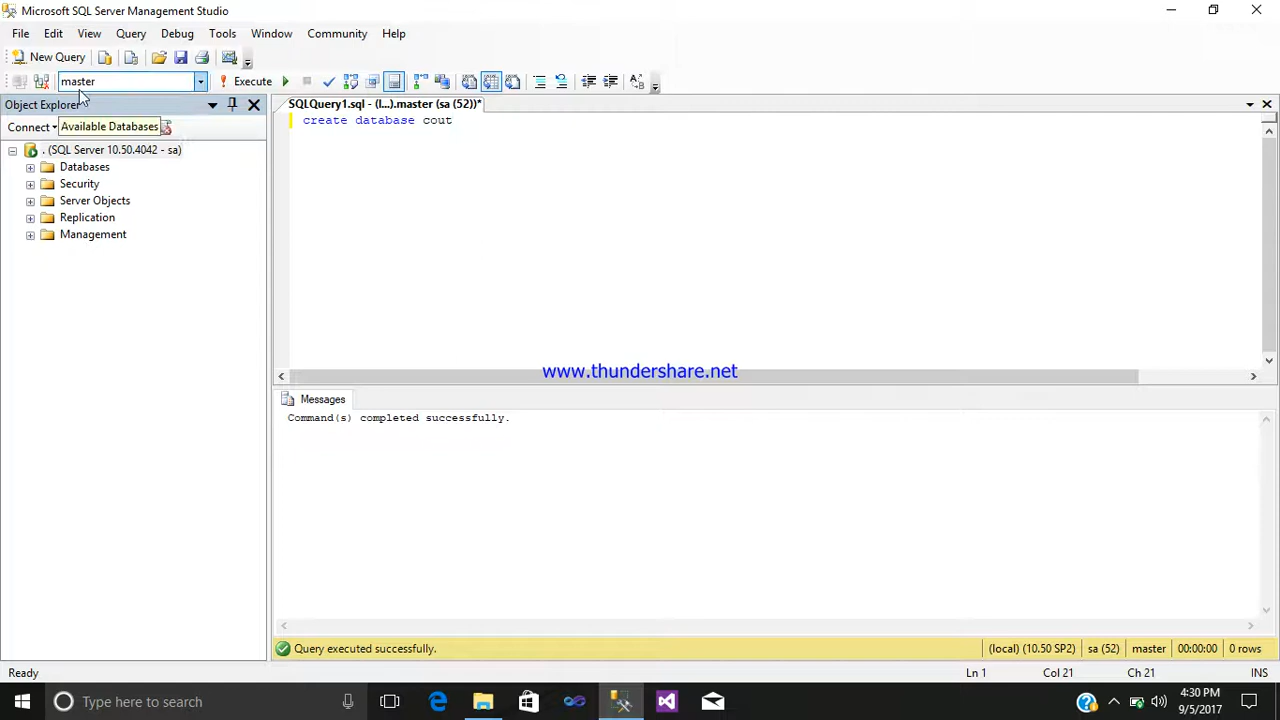 Microsoft SQL Server Management Studio
File Edit View Query Debug Tools Window Community Help
New Query
master Execute
Object Explorer
SQLQuery1.sql - (l...).master (sa (52))*
Connect
Available Databases
create database cout
. (SQL Server 10.50.4042 - sa)
Databases
Security
Server Objects
Replication
Management
www.thundershare.net
Messages
Command(s) completed successfully.
Query executed successfully.
(local) (10.50 SP2) sa (52) master 00:00:00 0 rows
Ready Ln 1 Col 21 Ch 21 INS
Type here to search
4:30 PM
9/5/2017